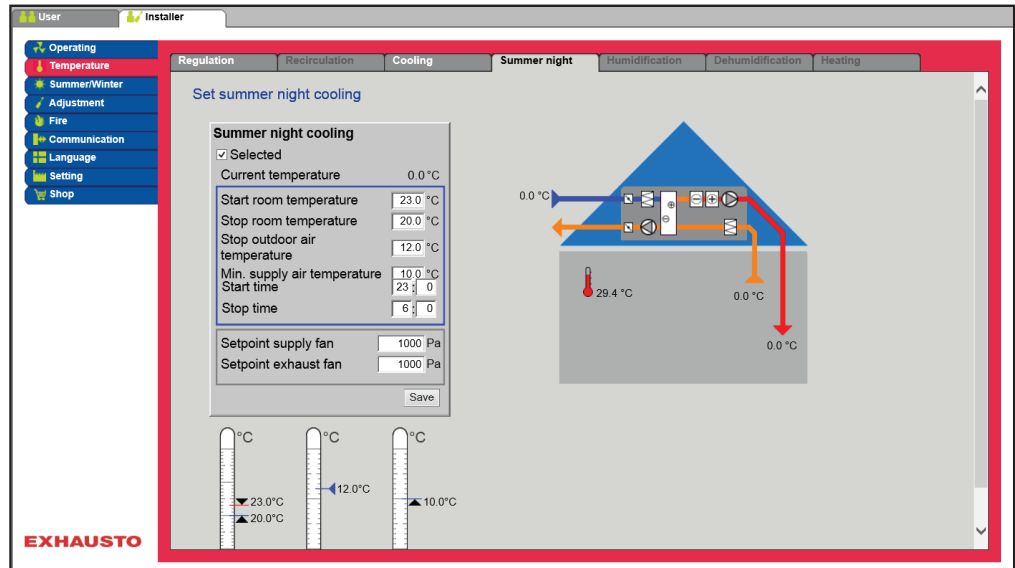 User
Installer
Operating
Temperature
Summer/Winter
Adjustment
Fire
Communication
Language
Setting
Shop
EXHAUSTO
Regulation Recirculation Cooling Summer night Humidification Dehumidification Heating
Set summer night cooling
Summer night cooling
Selected
Current temperature 0.0 °C
Start room temperature 23.0 °C
Stop room temperature 20.0 °C
Stop outdoor air
temperature 12.0 °C
Min. supply air temperature 10.0 °C
Start time 23 : 0
Stop time 6 : 0
Setpoint supply fan 1000 Pa
Setpoint exhaust fan 1000 Pa
Save
°C °C °C
23.0°C
20.0°C
12.0°C
10.0°C
0.0 °C
29.4 °C
0.0 °C
0.0 °C